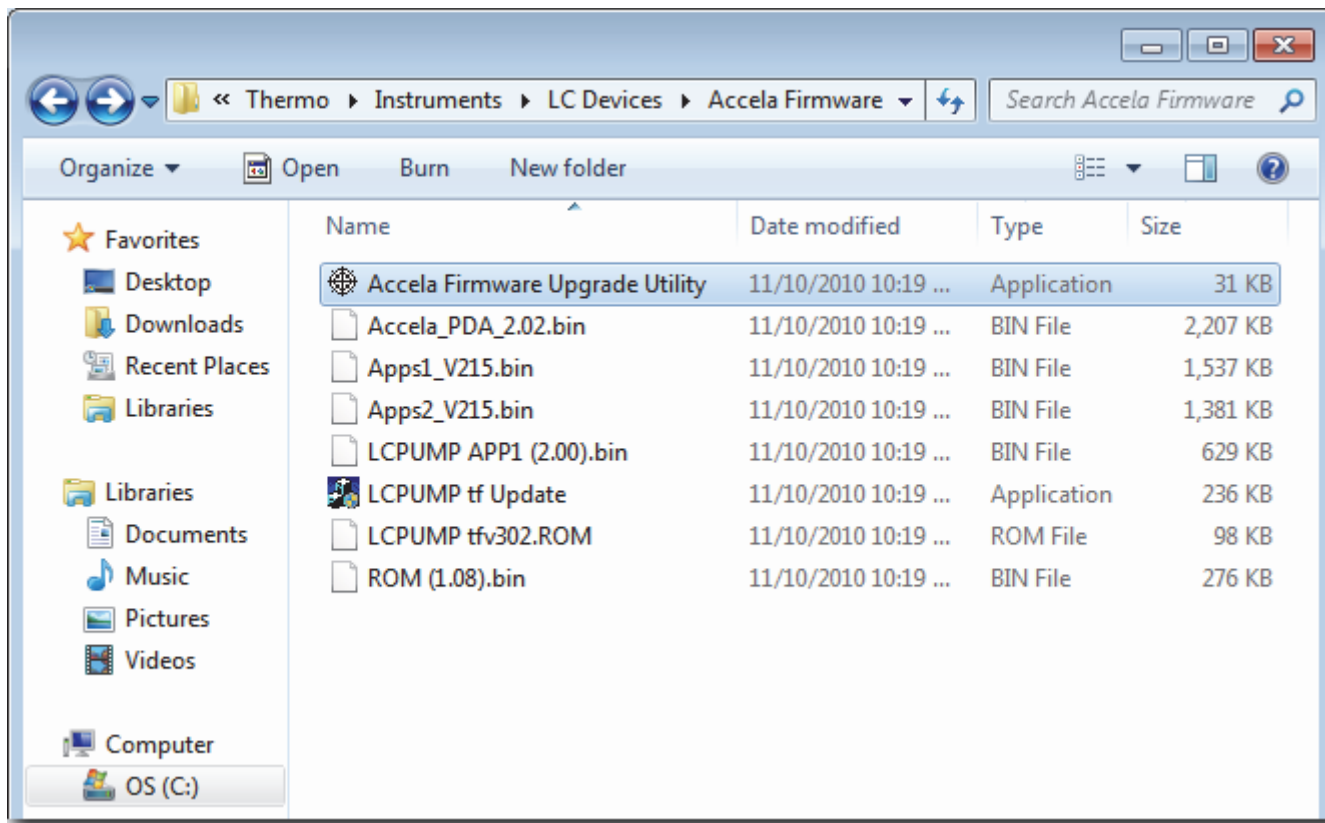 « Thermo Instruments LC Devices Accela Firmware Search Accela Firmware
Organize Open Burn New folder
Name Date modified Type Size
Favorites
Desktop
Downloads
Recent Places
Libraries
Libraries
Documents
Music
Pictures
Videos
Computer
OS (C:)
Accela Firmware Upgrade Utility 11/10/2010 10:19 ... Application 31 KB
Accela_PDA_2.02.bin 11/10/2010 10:19 ... BIN File 2,207 KB
Apps1_V215.bin 11/10/2010 10:19 ... BIN File 1,537 KB
Apps2_V215.bin 11/10/2010 10:19 ... BIN File 1,381 KB
LCPUMP APP1 (2.00).bin 11/10/2010 10:19 ... BIN File 629 KB
LCPUMP tf Update 11/10/2010 10:19 ... Application 236 KB
LCPUMP tfv302.ROM 11/10/2010 10:19 ... ROM File 98 KB
ROM (1.08).bin 11/10/2010 10:19 ... BIN File 276 KB